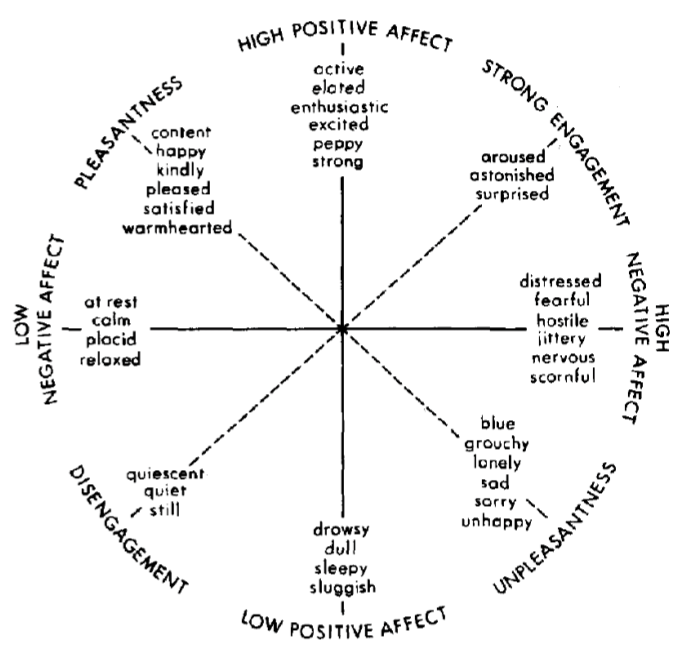 HIGH POSITIVE AFFECT
active
elated
enthusiastic
excited
peppy
strong
STRONG ENGAGEMENT
aroused
astonished
surprised
PLEASANTNESS
content
happy
kindly
pleased
satisfied
warmhearted
LOW
NEGATIVE AFFECT
at rest
calm
placid
relaxed
HIGH
NEGATIVE AFFECT
distressed
fearful
hostile
jittery
nervous
scornful
DISENGAGEMENT
quiescent
quiet
still
UNPLEASANTNESS
blue
grouchy
lonely
sad
sorry
unhappy
drowsy
dull
sleepy
sluggish
LOW POSITIVE AFFECT